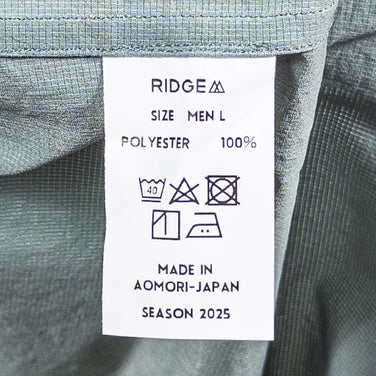 RIDGE
SIZE MEN L
POLYESTER 100%
40
MADE IN
AOMORI-JAPAN
SEASON 2025